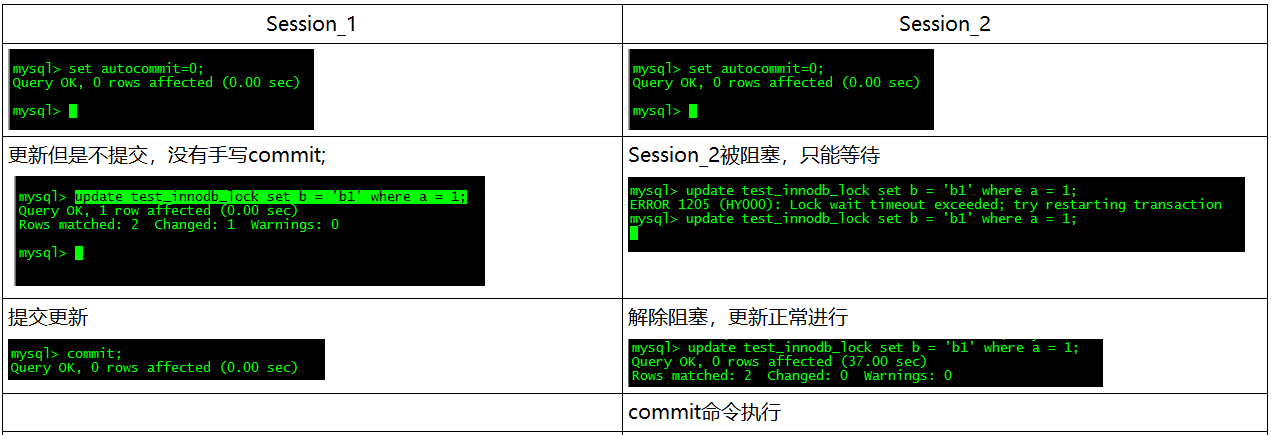 Session_1
Session_2
mysql> set autocommit=0;
Query OK, 0 rows affected (0.00 sec)
mysql>
mysql> set autocommit=0;
Query OK, 0 rows affected (0.00 sec)
mysql>
更新但是不提交，没有手写commit;
mysql> update test_innodb_lock set b = 'b1' where a = 1;
Query OK, 1 row affected (0.00 sec)
Rows matched: 2  Changed: 1  Warnings: 0
mysql>
Session_2被阻塞，只能等待
mysql> update test_innodb_lock set b = 'b1' where a = 1;
ERROR 1205 (HY000): Lock wait timeout exceeded; try restarting transaction
mysql> update test_innodb_lock set b = 'b1' where a = 1;
提交更新
mysql> commit;
Query OK, 0 rows affected (0.00 sec)
解除阻塞，更新正常进行
mysql> update test_innodb_lock set b = 'b1' where a = 1;
Query OK, 0 rows affected (37.00 sec)
Rows matched: 2  Changed: 0  Warnings: 0
commit命令执行